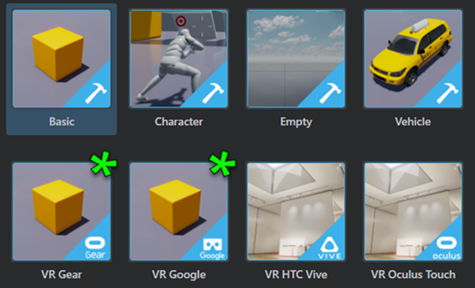 Basic
Character
Empty
Vehicle
Gear
Google
VIVE
oculus
VR Gear
VR Google
VR HTC Vive
VR Oculus Touch